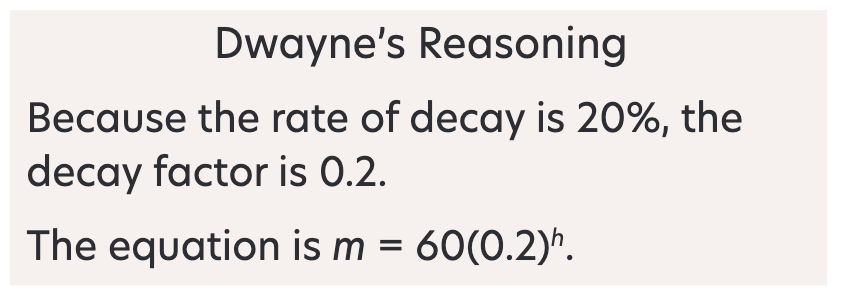 Dwayne’s Reasoning
Because the rate of decay is 20%, the
decay factor is 0.2.
The equation is m = 60(0.2)ʰ.